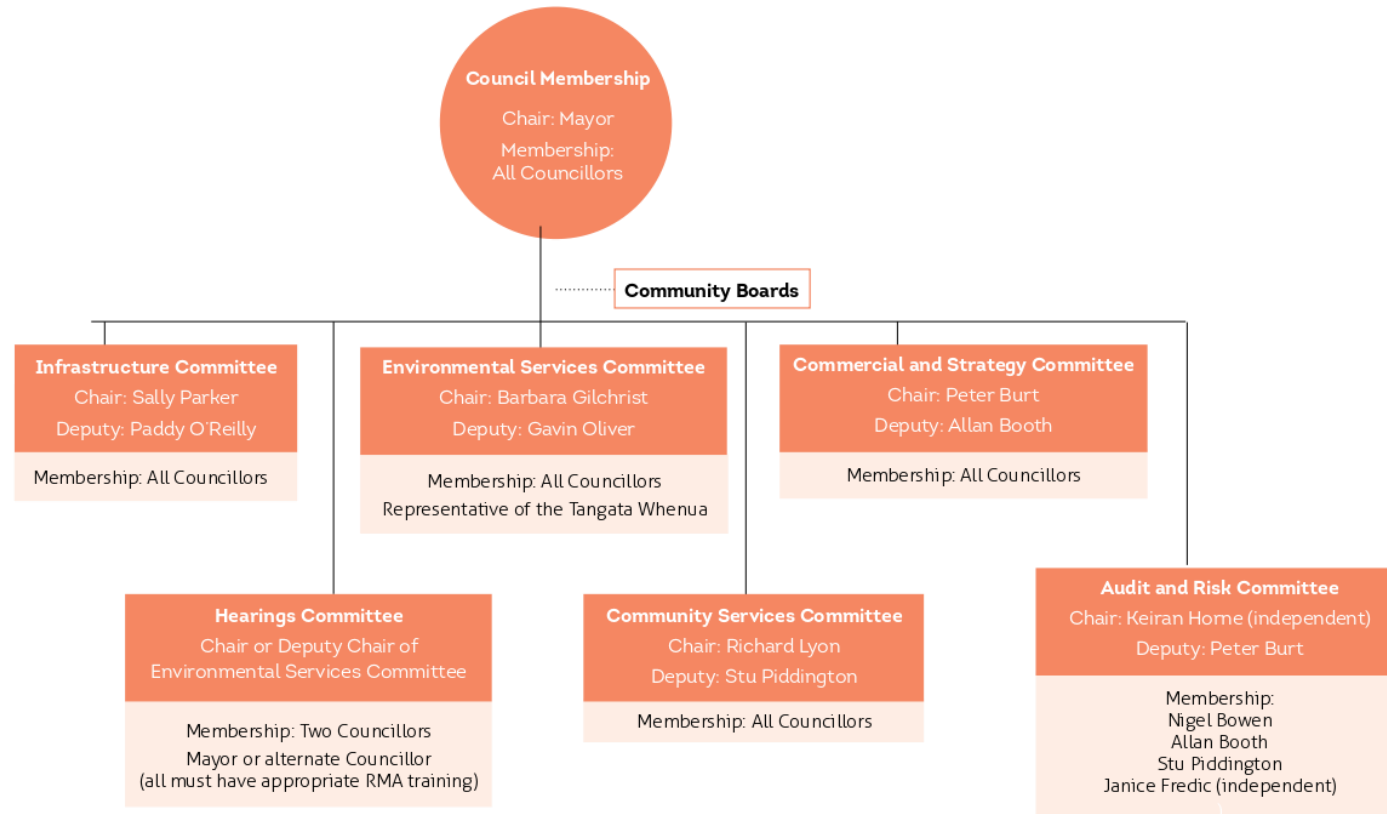 Council Membership
Chair: Mayor
Membership:
All Councillors
Community Boards
Infrastructure Committee
Chair: Sally Parker
Deputy: Paddy O'Reilly
Membership: All Councillors
Environmental Services Committee
Chair: Barbara Gilchrist
Deputy: Gavin Oliver
Membership: All Councillors
Representative of the Tangata Whenua
Commercial and Strategy Committee
Chair: Peter Burt
Deputy: Allan Booth
Membership: All Councillors
Hearings Committee
Chair or Deputy Chair of
Environmental Services Committee
Membership: Two Councillors
Mayor or alternate Councillor
(all must have appropriate RMA training)
Community Services Committee
Chair: Richard Lyon
Deputy: Stu Piddington
Membership: All Councillors
Audit and Risk Committee
Chair: Keiran Horne (independent)
Deputy: Peter Burt
Membership:
Nigel Bowen
Allan Booth
Stu Piddington
Janice Fredic (independent)